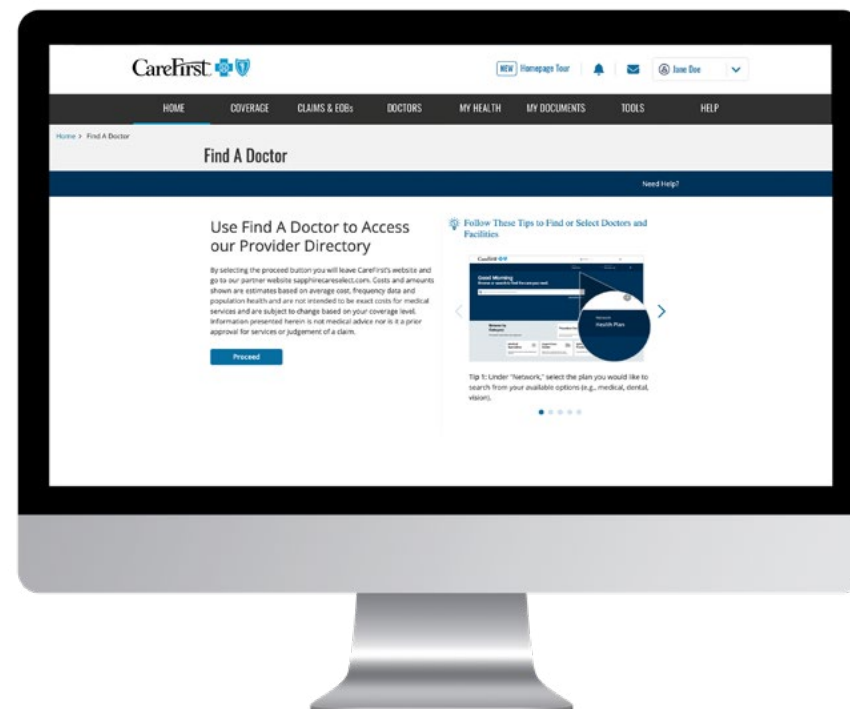 CareFirst
NEW Homepage Tour
Jane Doe
HOME COVERAGE CLAIMS & EOBs DOCTORS MY HEALTH MY DOCUMENTS TOOLS HELP
Home > Find A Doctor
Find A Doctor
Need Help?
Use Find A Doctor to Access
our Provider Directory
By selecting the proceed button you will leave CareFirst's website and
go to our partner website sapphirecareselect.com. Costs and amounts
shown are estimates based on average cost, frequency data and
population health and are not intended to be exact costs for medical
services and are subject to change based on your coverage level.
Information presented herein is not medical advice nor is it a prior
approval for services or judgement of a claim.
Proceed
Follow These Tips to Find or Select Doctors and
Facilities
CareFirst
Good Morning
Network
Health Plan
Tip 1: Under "Network," select the plan you would like to
search from your available options (e.g., medical, dental,
vision).